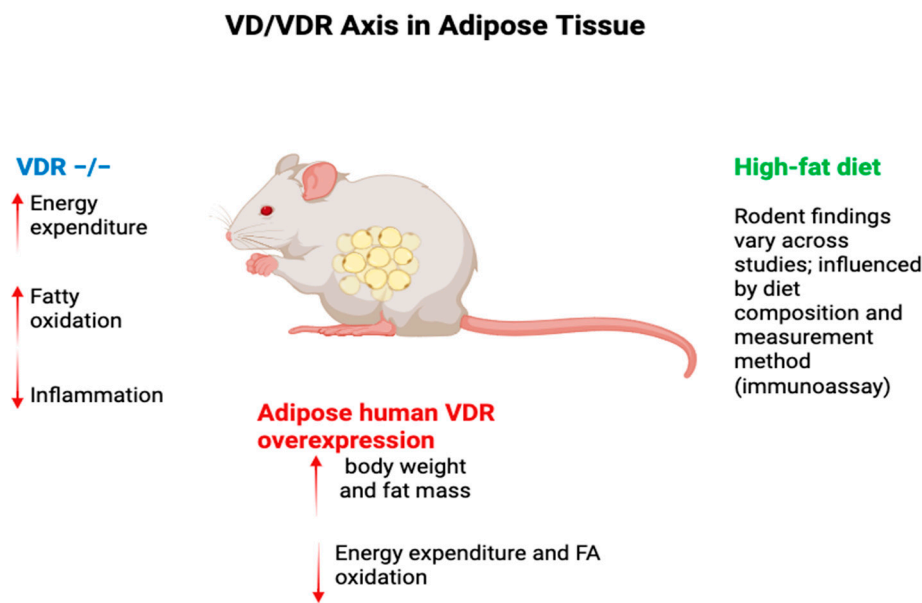 VD/VDR Axis in Adipose Tissue
VDR −/−
Energy
expenditure
Fatty
oxidation
Inflammation
Adipose human VDR
overexpression
body weight
and fat mass
Energy expenditure and FA
oxidation
High-fat diet
Rodent findings
vary across
studies; influenced
by diet
composition and
measurement
method
(immunoassay)